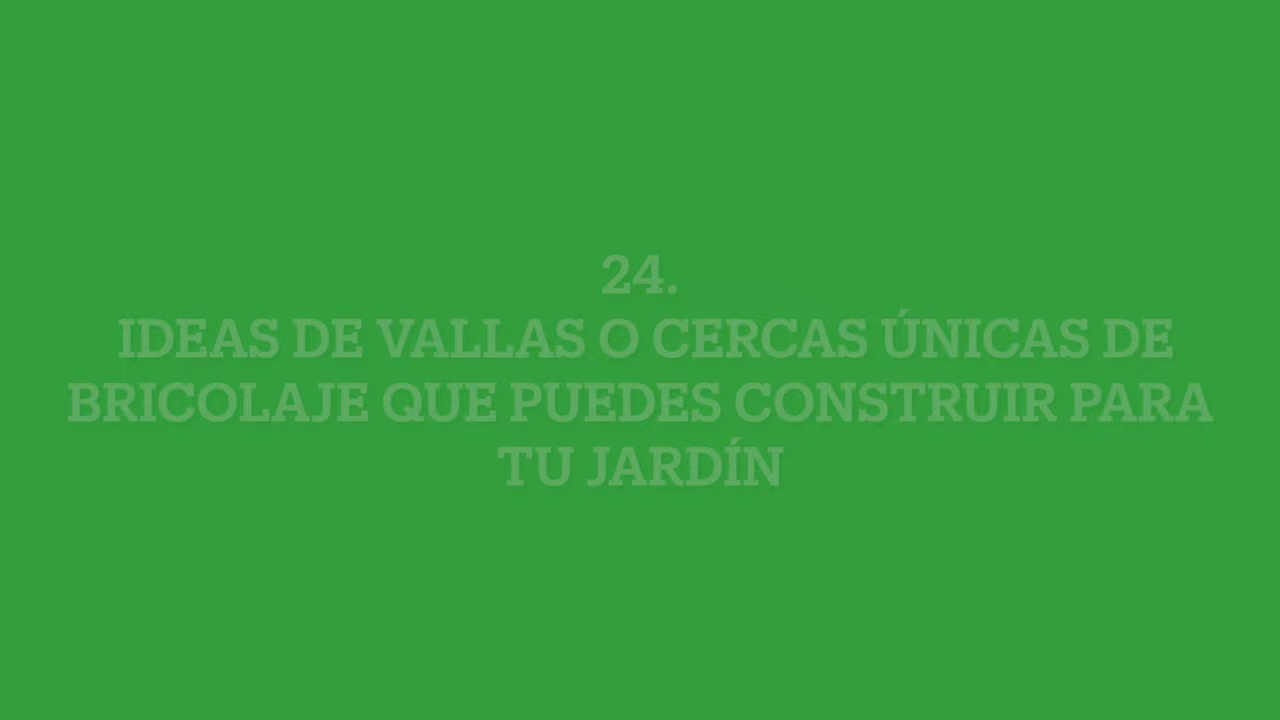 24.
IDEAS DE VALLAS O CERCAS ÚNICAS DE
BRICOLAJE QUE PUEDES CONSTRUIR PARA
TU JARDÍN